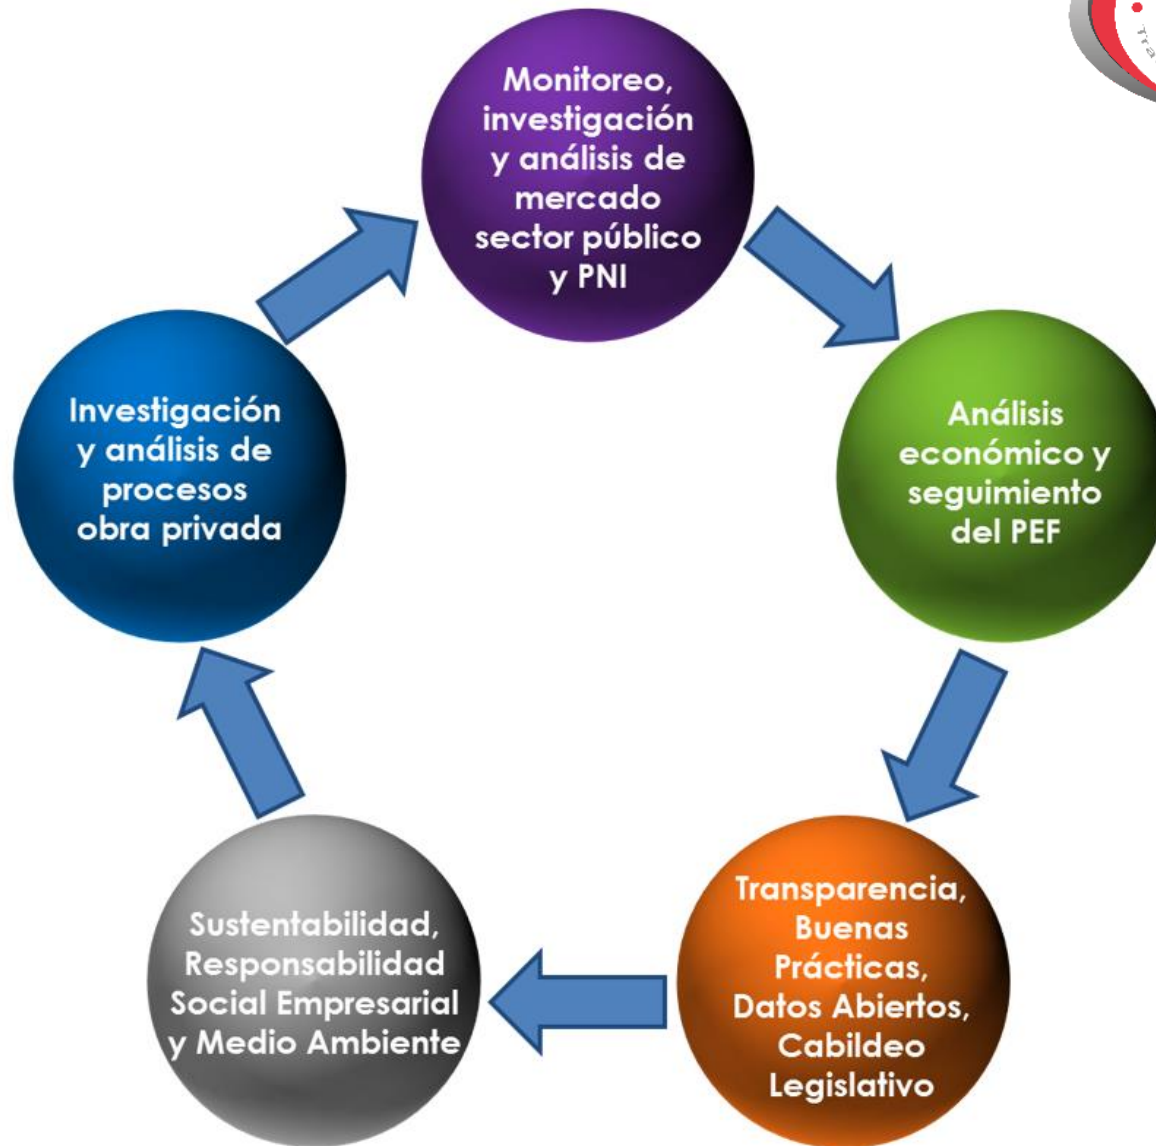 Monitoreo,
investigación
y análisis de
mercado
sector público
y PNI
Análisis
económico y
seguimiento
del PEF
Transparencia,
Buenas
Prácticas,
Datos Abiertos,
Cabildeo
Legislativo
Sustentabilidad,
Responsabilidad
Social Empresarial
y Medio Ambiente
Investigación
y análisis de
procesos
obra privada